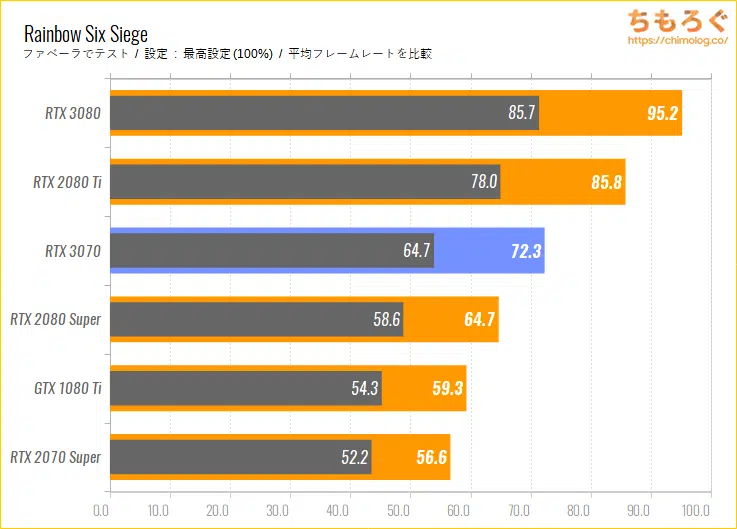 ちもろぐ
https://chimolog.co/
Rainbow Six Siege
ファベーラでテスト / 設定 : 最高設定(100%) / 平均フレームレートを比較
RTX 3080 85.7 95.2
RTX 2080 Ti 78.0 85.8
RTX 3070 64.7 72.3
RTX 2080 Super 58.6 64.7
GTX 1080 Ti 54.3 59.3
RTX 2070 Super 52.2 56.6
0.0 10.0 20.0 30.0 40.0 50.0 60.0 70.0 80.0 90.0 100.0